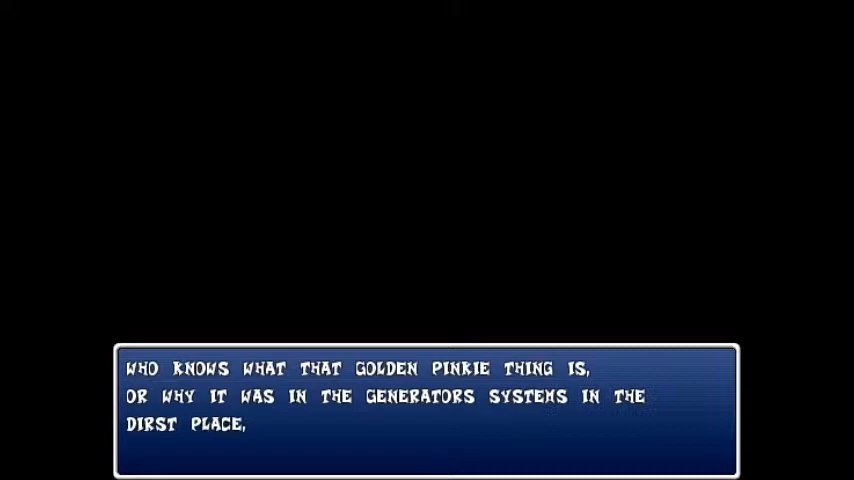 WHO KNOWS WHAT THAT GOLDEN PINKIE THING IS,
OR WHY IT WAS IN THE GENERATORS SYSTEMS IN THE
DIRST PLACE,